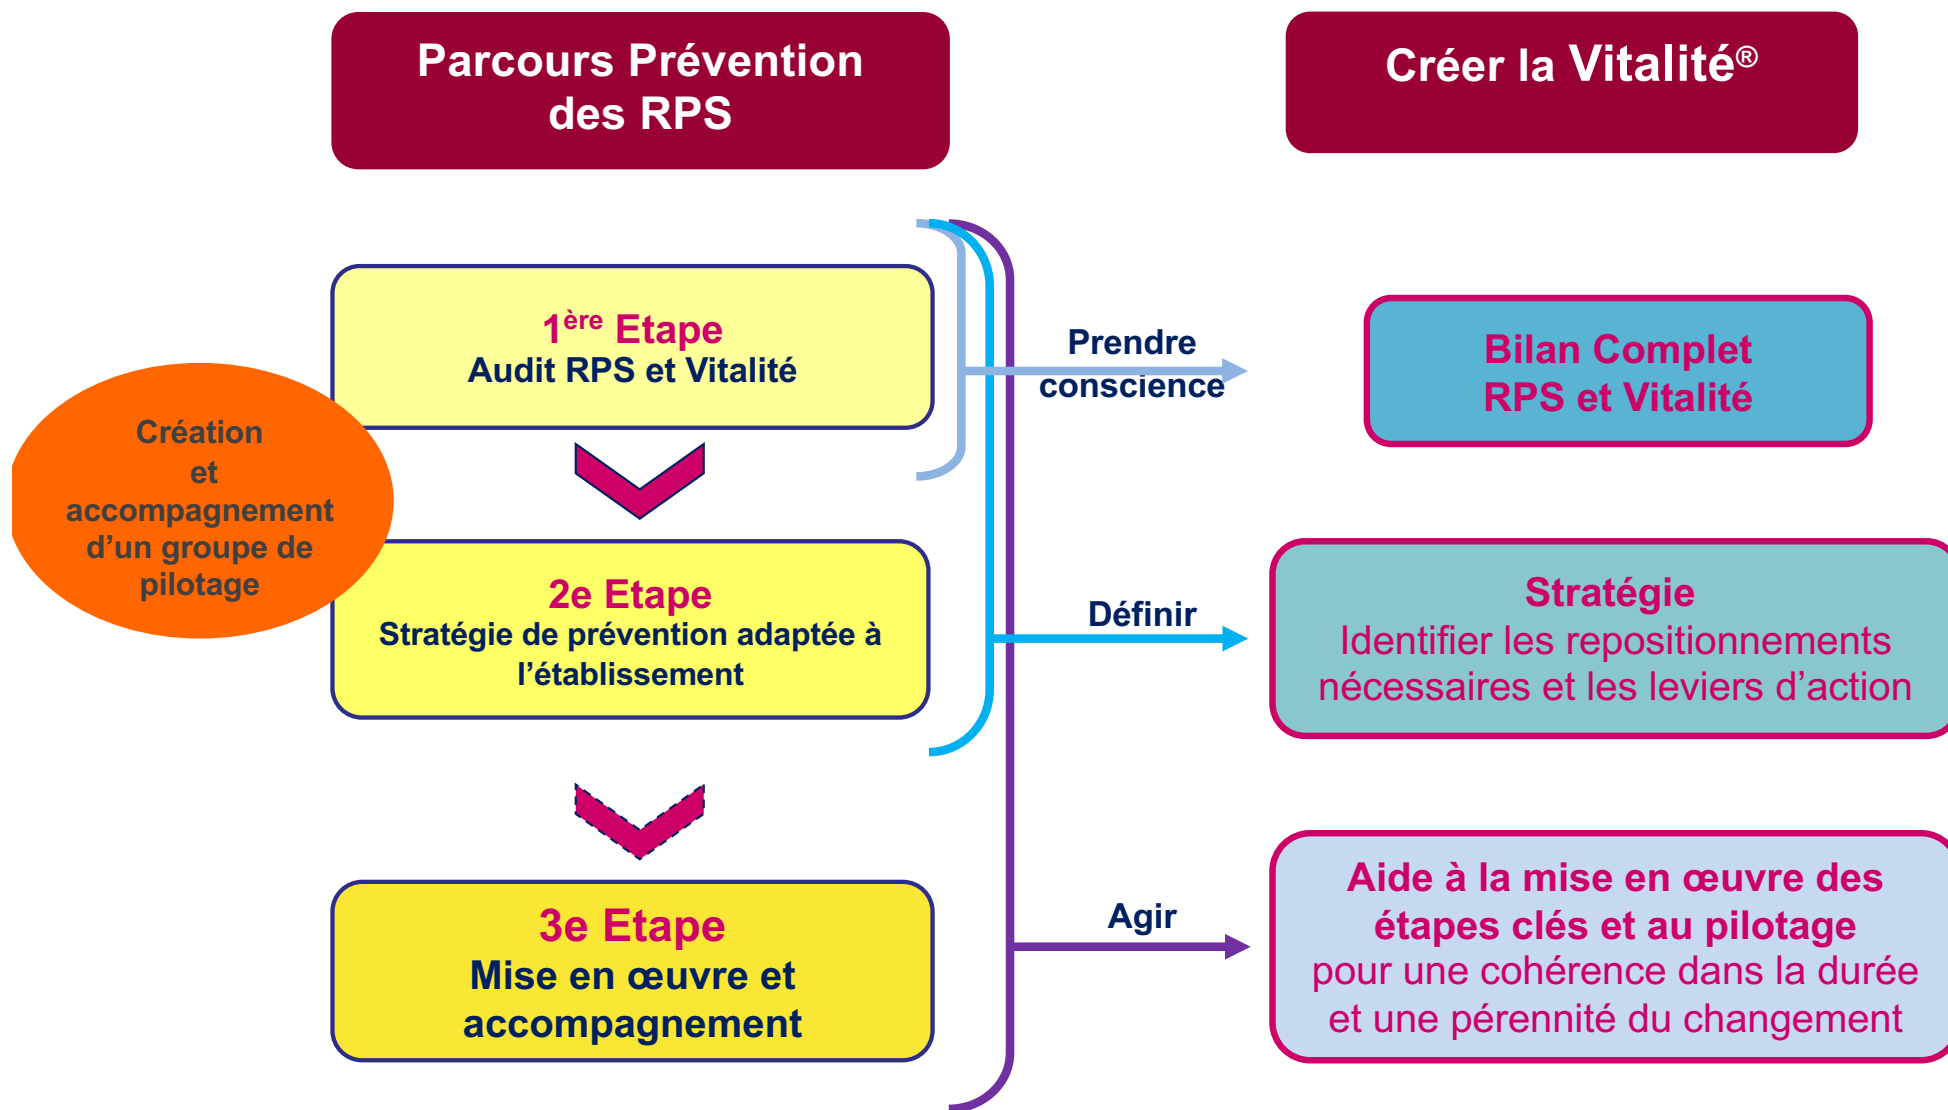 Parcours Prévention
des RPS
Créer la Vitalité®
1ère Etape
Audit RPS et Vitalité
Prendre
conscience
Bilan Complet
RPS et Vitalité
Création
et
accompagnement
d’un groupe de
pilotage
2e Etape
Stratégie de prévention adaptée à
l’établissement
Définir
Stratégie
Identifier les repositionnements
nécessaires et les leviers d’action
3e Etape
Mise en œuvre et
accompagnement
Agir
Aide à la mise en œuvre des
étapes clés et au pilotage
pour une cohérence dans la durée
et une pérennité du changement